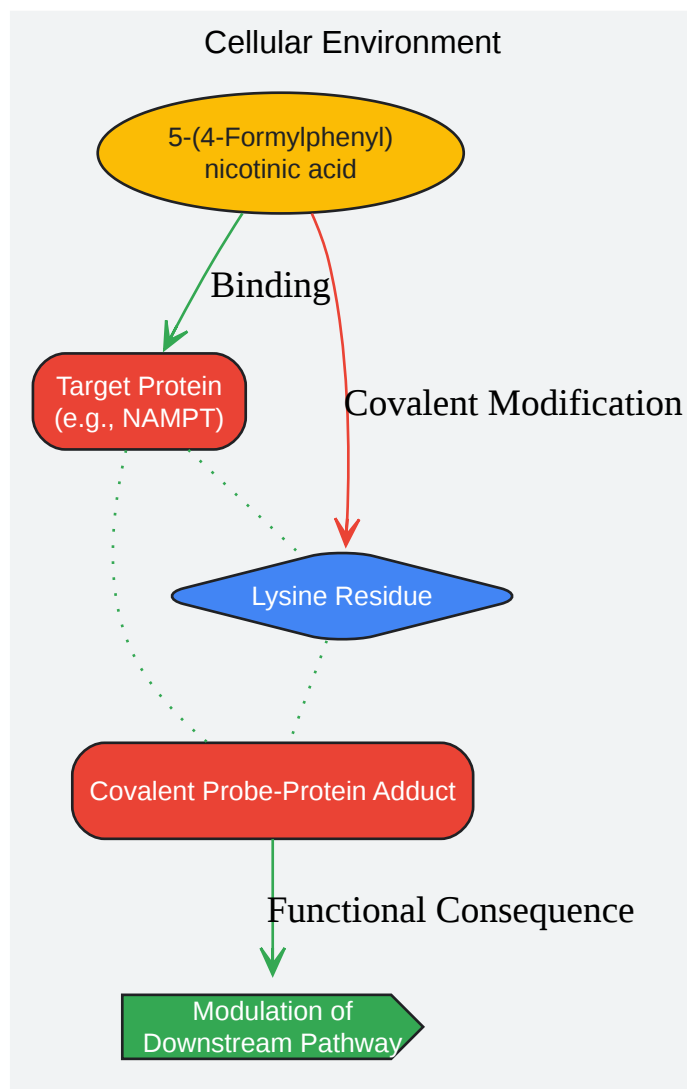 Cellular Environment
5-(4-Formylphenyl)
nicotinic acid
Binding
Target Protein
(e.g., NAMPT)
Covalent Modification
Lysine Residue
Covalent Probe-Protein Adduct
Functional Consequence
Modulation of
Downstream Pathway